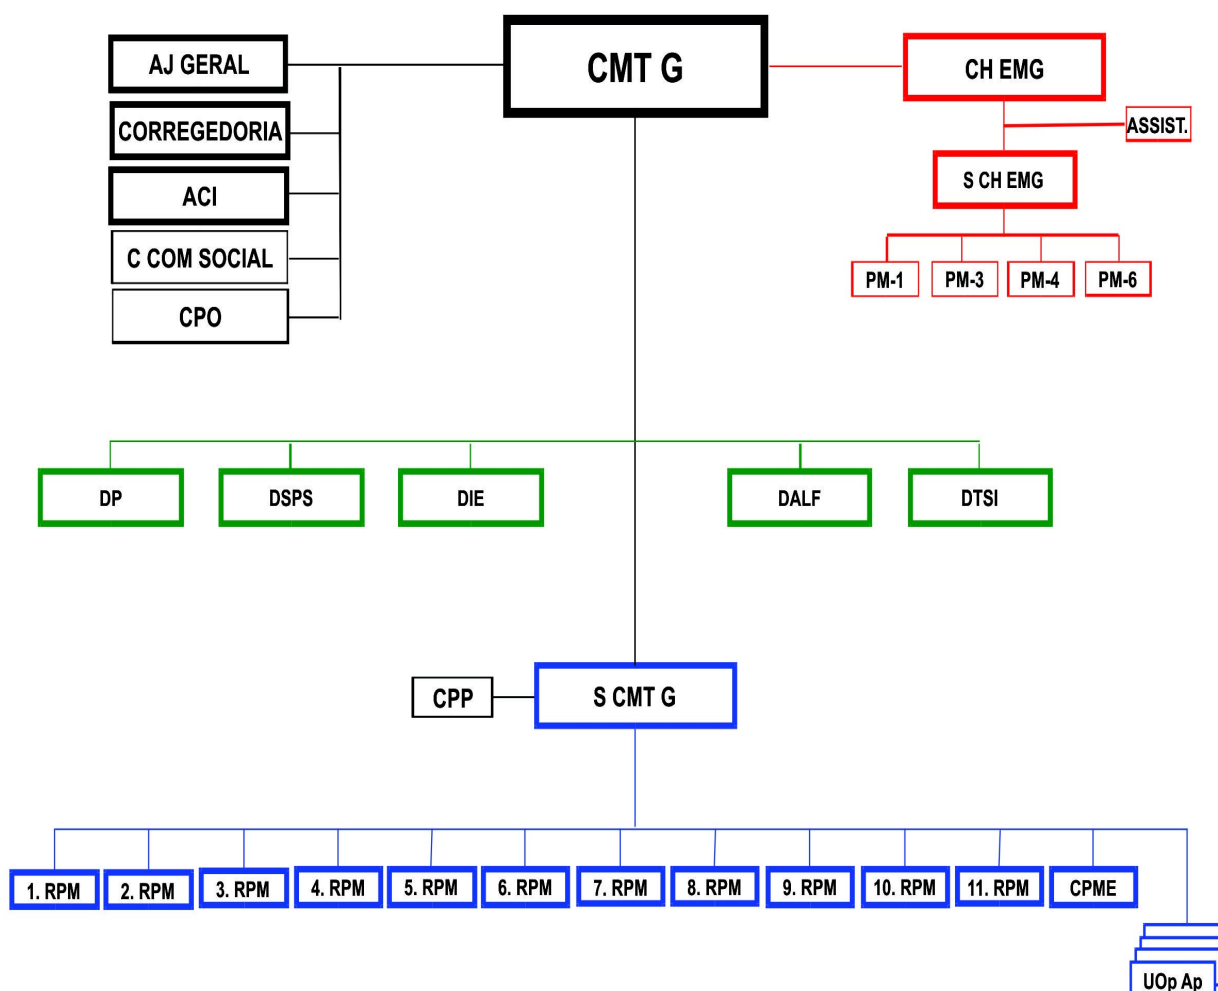 CMT G
AJ GERAL
CORREGEDORIA
ACI
C COM SOCIAL
CPO
CH EMG
ASSIST.
S CH EMG
PM-1
PM-3
PM-4
PM-6
DP
DSPS
DIE
DALF
DTSI
CPP
S CMT G
1. RPM
2. RPM
3. RPM
4. RPM
5. RPM
6. RPM
7. RPM
8. RPM
9. RPM
10. RPM
11. RPM
CPME
UOp Ap